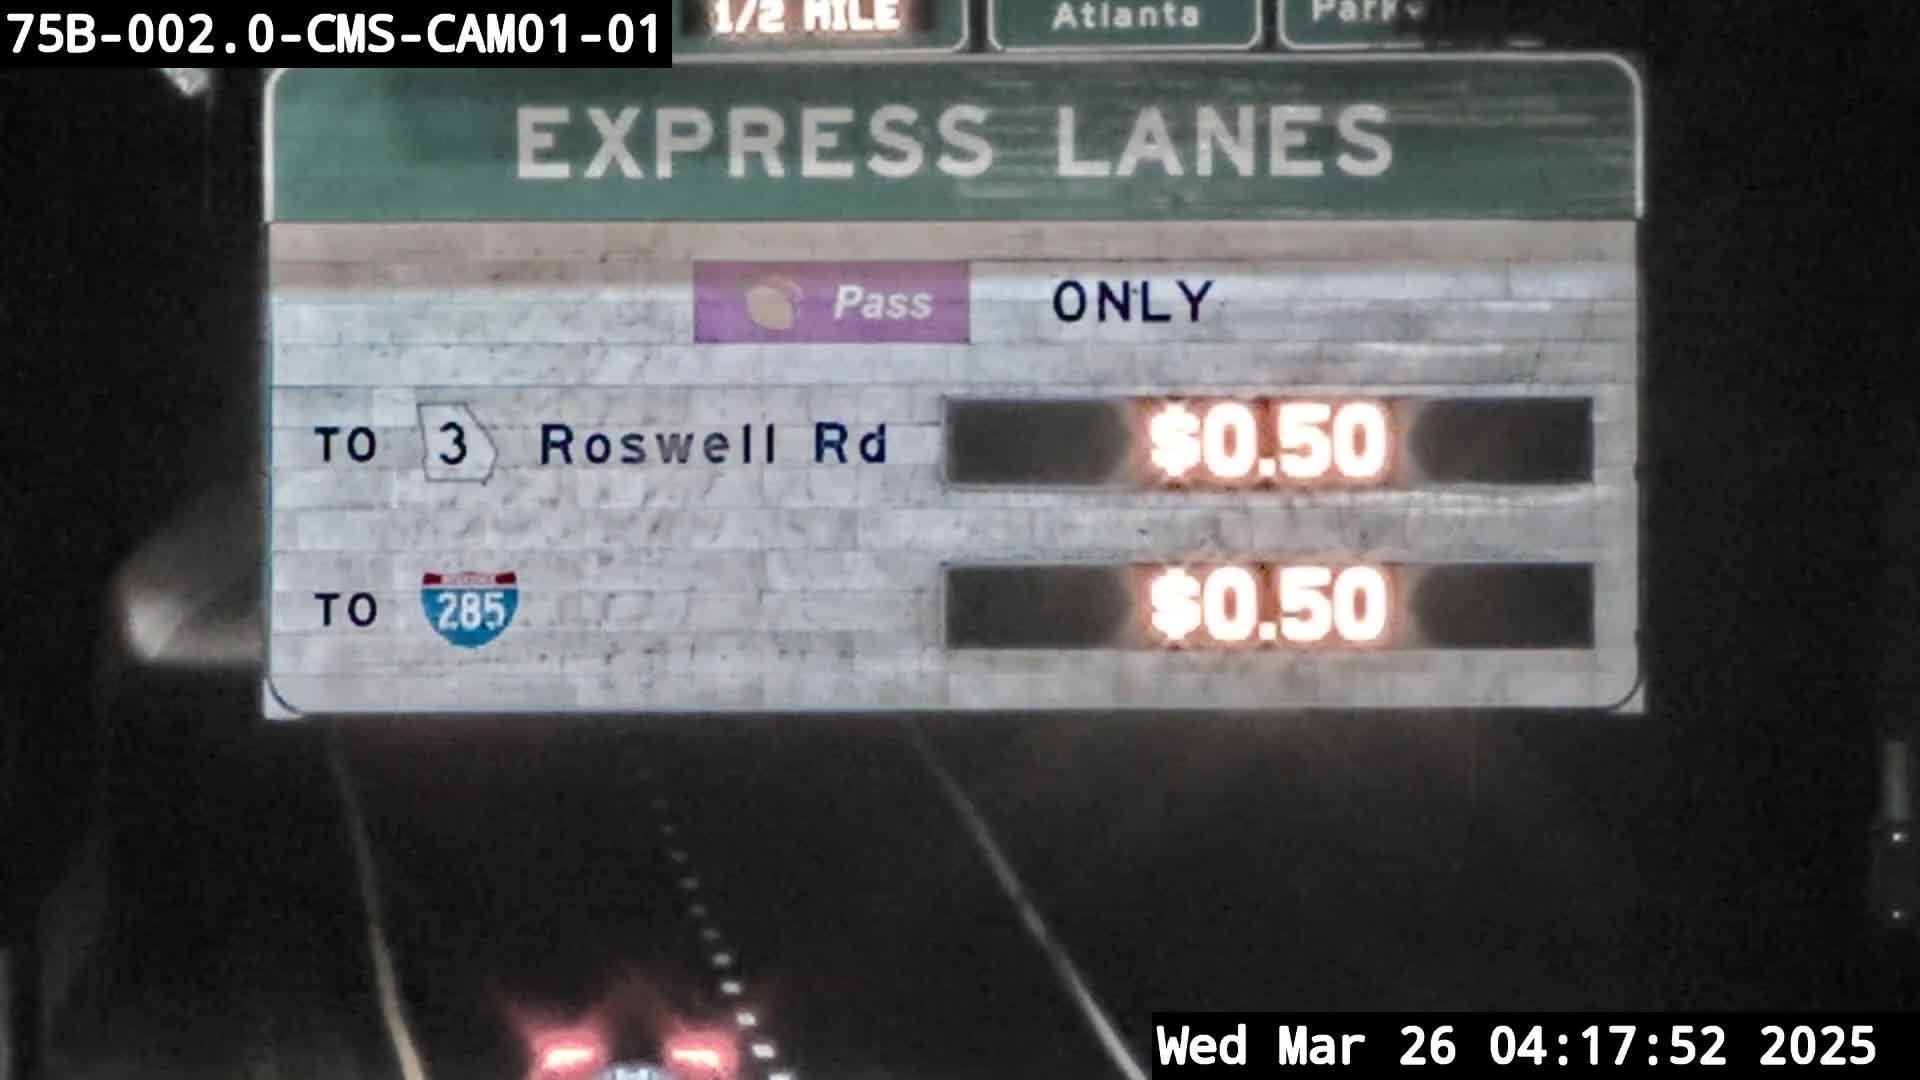 75B-002.0-CMS-CAM01-01
1/2 MILE
Atlanta
EXPRESS LANES
Pass ONLY
TO 3 Roswell Rd $0.50
TO 285 $0.50
Wed Mar 26 04:17:52 2025